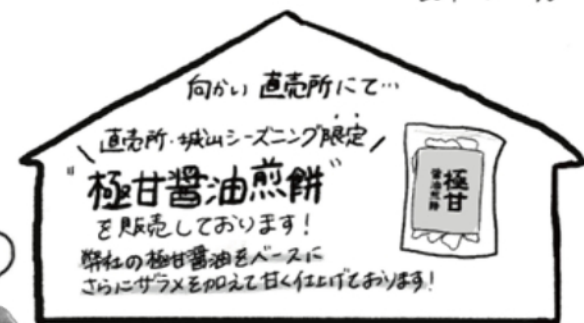 向かい 直売所にて…
直売所・城山シーズニング限定
"極甘醤油煎餅"
を販売しております!
弊社の極甘醤油をベースに
さらにザラメを加えて甘く仕上げております!
極甘
醤油煎餅